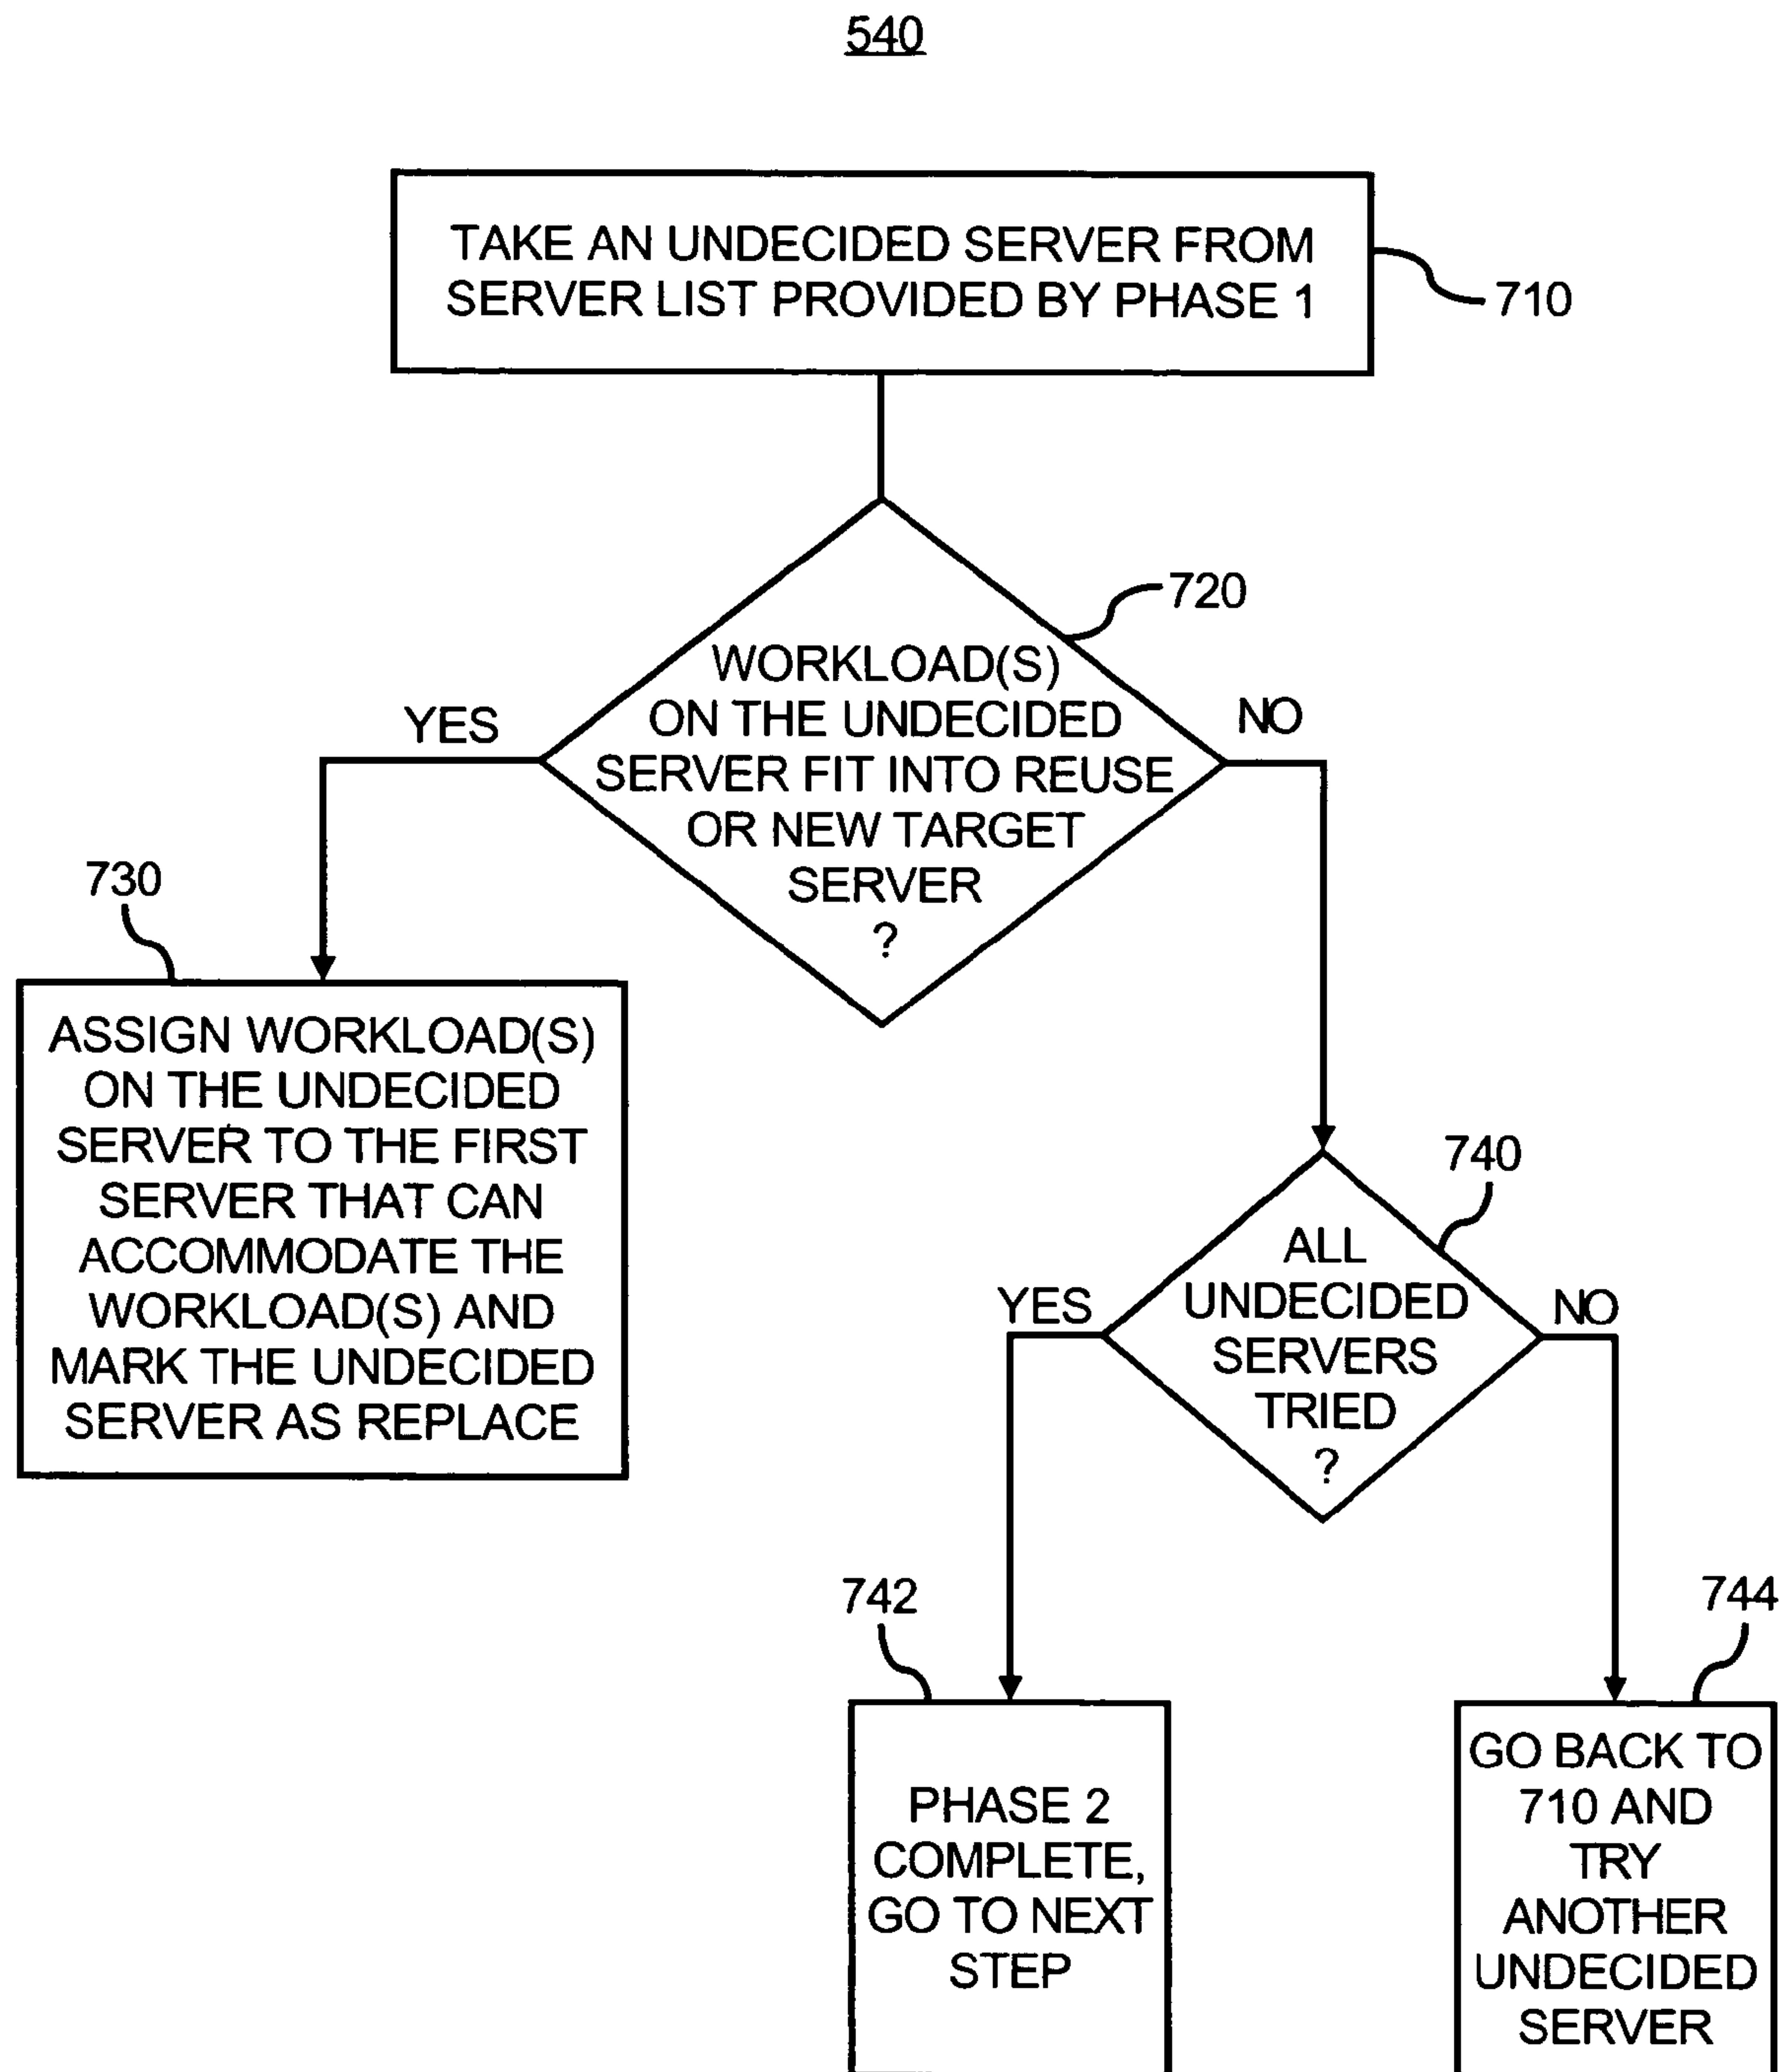 540
TAKE AN UNDECIDED SERVER FROM
SERVER LIST PROVIDED BY PHASE 1
710
720
WORKLOAD(S)
ON THE UNDECIDED
SERVER FIT INTO REUSE
OR NEW TARGET
SERVER
?
YES
NO
730
ASSIGN WORKLOAD(S)
ON THE UNDECIDED
SERVER TO THE FIRST
SERVER THAT CAN
ACCOMMODATE THE
WORKLOAD(S) AND
MARK THE UNDECIDED
SERVER AS REPLACE
740
ALL
UNDECIDED
SERVERS
TRIED
?
YES
NO
742
PHASE 2
COMPLETE,
GO TO NEXT
STEP
744
GO BACK TO
710 AND
TRY
ANOTHER
UNDECIDED
SERVER